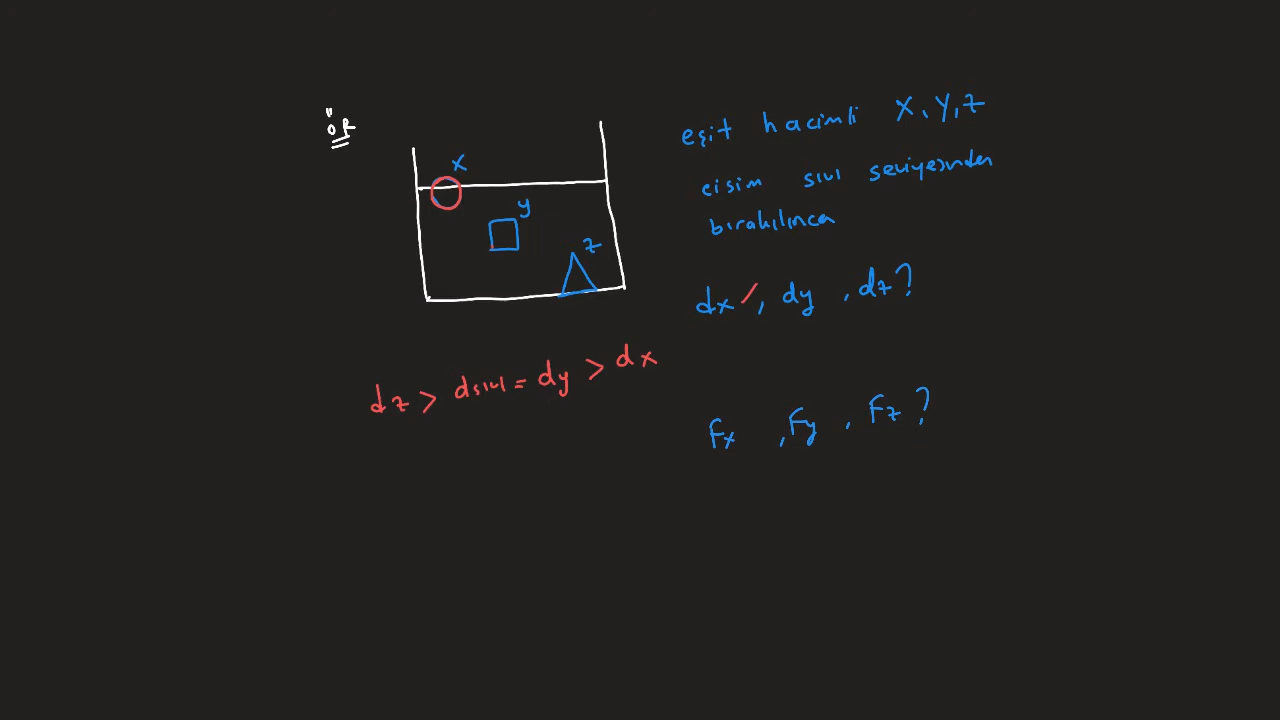 ÖR
X
y
z
eşit hacimli X, Y, z
cisim sıvı seviyesinden
bırakılınca
dx, dy, dz?
dz > dsıvı = dy > dx
Fx, Fy, Fz?